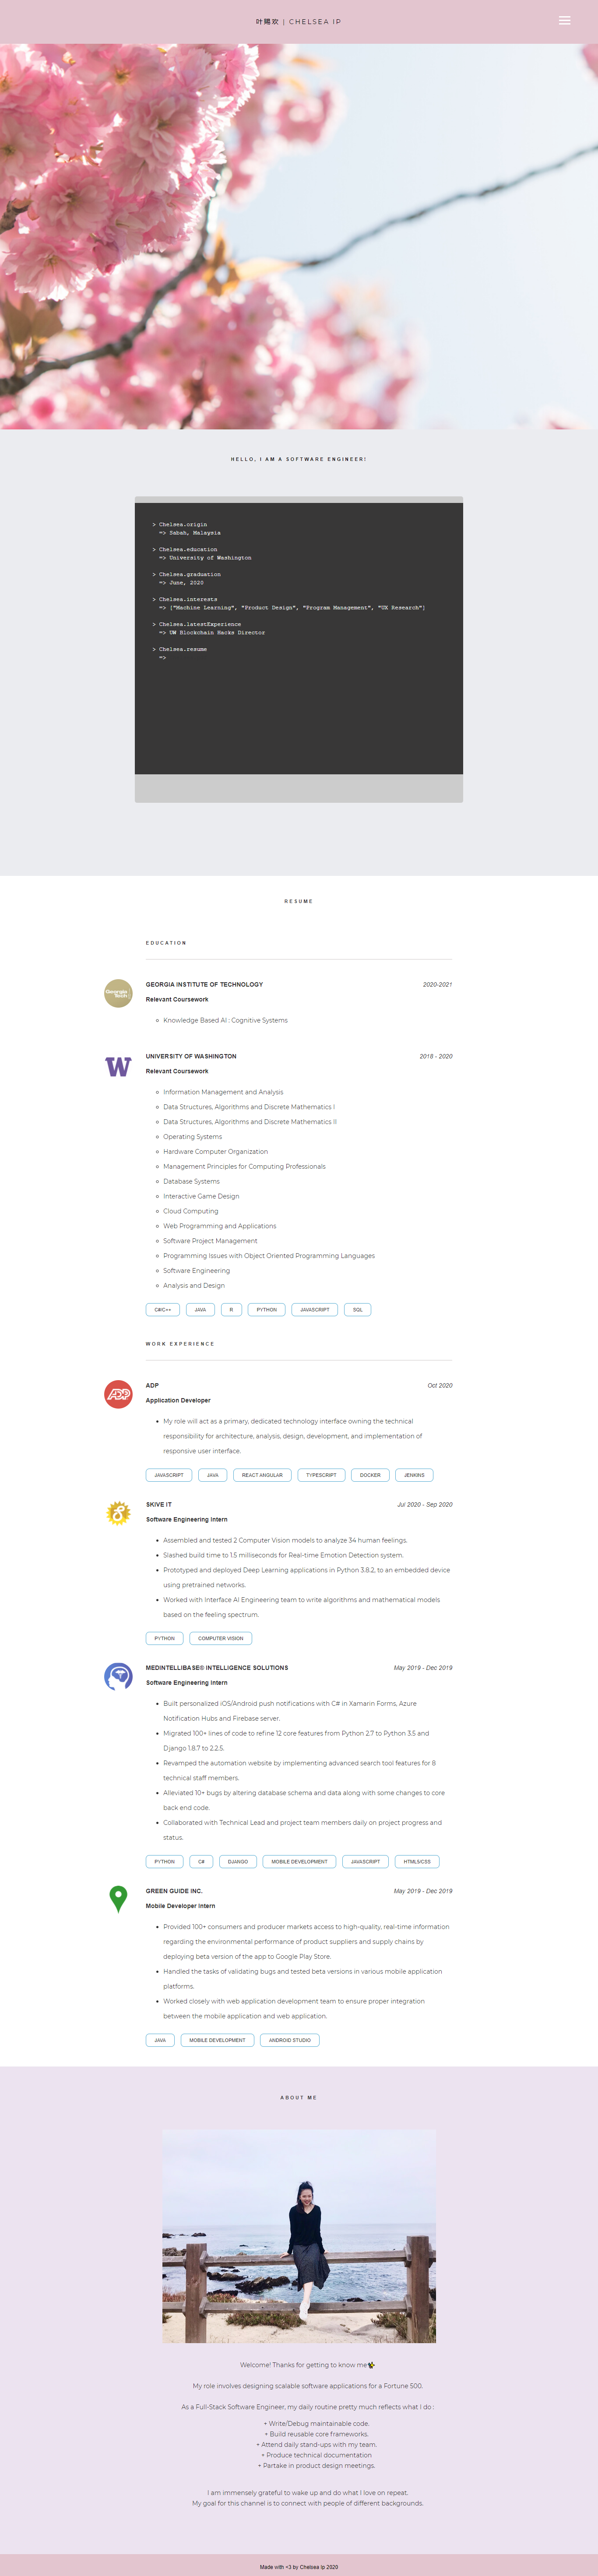 叶陽玫 | CHELSEA IP
HELLO, I AM A SOFTWARE ENGINEER!
> Chelsea.origin
=> Sabah, Malaysia
> Chelsea.education
=> University of Washington
> Chelsea.graduation
=> June, 2020
> Chelsea.interests
=> ["Machine Learning", "Product Design", "Program Management", "UX Research"]
> Chelsea.latestExperience
=> UW Blockchain Hacks Director
> Chelsea.resume
=>
RESUME
EDUCATION
Georgia Tech
GEORGIA INSTITUTE OF TECHNOLOGY 2020-2021
Relevant Coursework
Knowledge Based AI : Cognitive Systems
W
UNIVERSITY OF WASHINGTON 2018 - 2020
Relevant Coursework
Information Management and Analysis
Data Structures, Algorithms and Discrete Mathematics I
Data Structures, Algorithms and Discrete Mathematics II
Operating Systems
Hardware Computer Organization
Management Principles for Computing Professionals
Database Systems
Interactive Game Design
Cloud Computing
Web Programming and Applications
Software Project Management
Programming Issues with Object Oriented Programming Languages
Software Engineering
Analysis and Design
C#/C++ JAVA R PYTHON JAVASCRIPT SQL
WORK EXPERIENCE
ADP
ADP Oct 2020
Application Developer
My role will act as a primary, dedicated technology interface owning the technical
responsibility for architecture, analysis, design, development, and implementation of
responsive user interface.
JAVASCRIPT JAVA REACT ANGULAR TYPESCRIPT DOCKER JENKINS
SKIVE IT Jul 2020 - Sep 2020
Software Engineering Intern
Assembled and tested 2 Computer Vision models to analyze 34 human feelings.
Slashed build time to 1.5 milliseconds for Real-time Emotion Detection system.
Prototyped and deployed Deep Learning applications in Python 3.8.2, to an embedded device
using pretrained networks.
Worked with Interface AI Engineering team to write algorithms and mathematical models
based on the feeling spectrum.
PYTHON COMPUTER VISION
MEDINTELLIBASE® INTELLIGENCE SOLUTIONS May 2019 - Dec 2019
Software Engineering Intern
Built personalized iOS/Android push notifications with C# in Xamarin Forms, Azure
Notification Hubs and Firebase server.
Migrated 100+ lines of code to refine 12 core features from Python 2.7 to Python 3.5 and
Django 1.8.7 to 2.2.5.
Revamped the automation website by implementing advanced search tool features for 8
technical staff members.
Alleviated 10+ bugs by altering database schema and data along with some changes to core
back end code.
Collaborated with Technical Lead and project team members daily on project progress and
status.
PYTHON C# DJANGO MOBILE DEVELOPMENT JAVASCRIPT HTML5/CSS
GREEN GUIDE INC. May 2019 - Dec 2019
Mobile Developer Intern
Provided 100+ consumers and producer markets access to high-quality, real-time information
regarding the environmental performance of product suppliers and supply chains by
deploying beta version of the app to Google Play Store.
Handled the tasks of validating bugs and tested beta versions in various mobile application
platforms.
Worked closely with web application development team to ensure proper integration
between the mobile application and web application.
JAVA MOBILE DEVELOPMENT ANDROID STUDIO
ABOUT ME
Welcome! Thanks for getting to know me
My role involves designing scalable software applications for a Fortune 500.
As a Full-Stack Software Engineer, my daily routine pretty much reflects what I do :
+ Write/Debug maintainable code.
+ Build reusable core frameworks.
+ Attend daily stand-ups with my team.
+ Produce technical documentation
+ Partake in product design meetings.
I am immensely grateful to wake up and do what I love on repeat.
My goal for this channel is to connect with people of different backgrounds.
Made with <3 by Chelsea Ip 2020